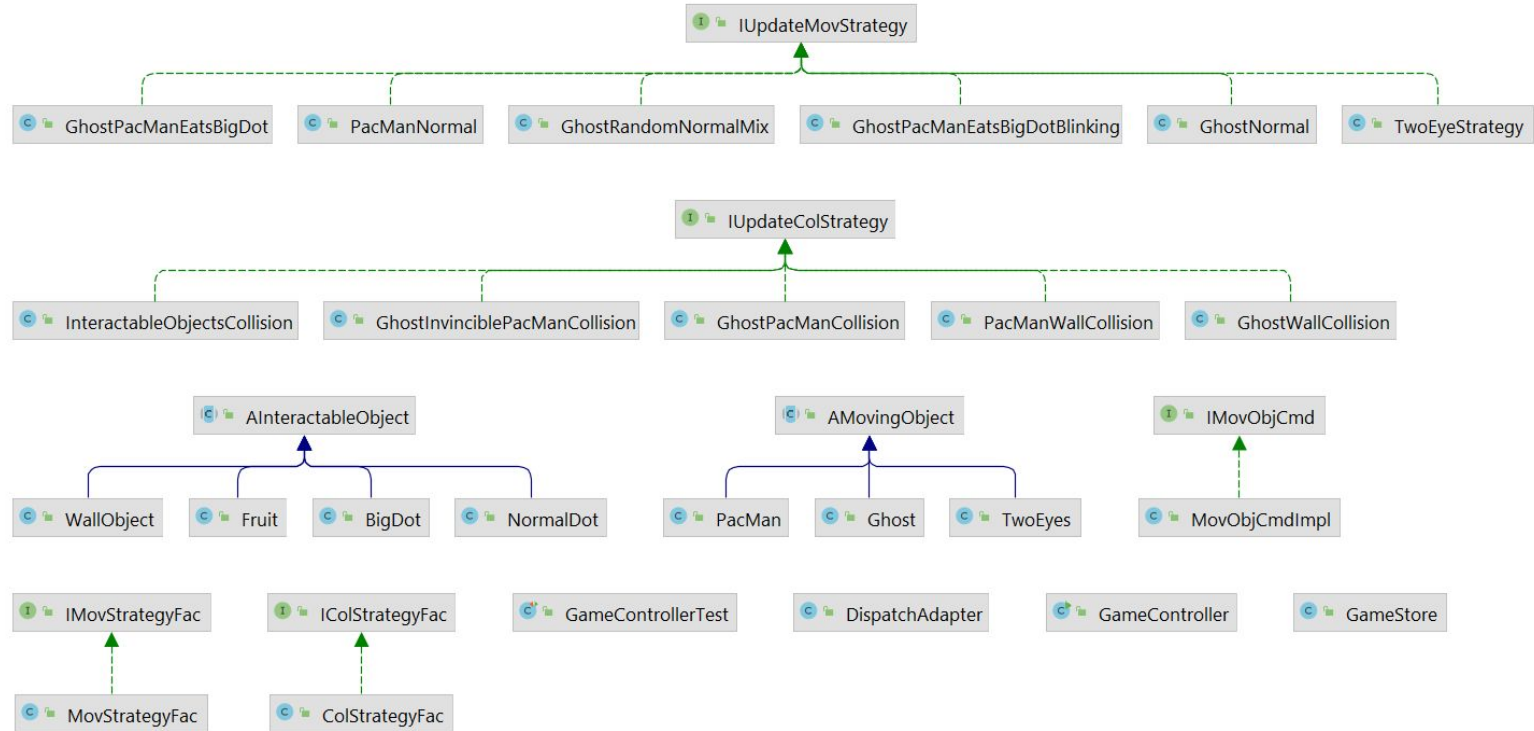 IUpdateMovStrategy
GhostPacManEatsBigDot PacManNormal GhostRandomNormalMix GhostPacManEatsBigDotBlinking GhostNormal TwoEyeStrategy
IUpdateColStrategy
InteractableObjectsCollision GhostInvinciblePacManCollision GhostPacManCollision PacManWallCollision GhostWallCollision
AInteractableObject AMovingObject IMovObjCmd
WallObject Fruit BigDot NormalDot PacMan Ghost TwoEyes MovObjCmdImpl
IMovStrategyFac IColStrategyFac GameControllerTest DispatchAdapter GameController GameStore
MovStrategyFac ColStrategyFac